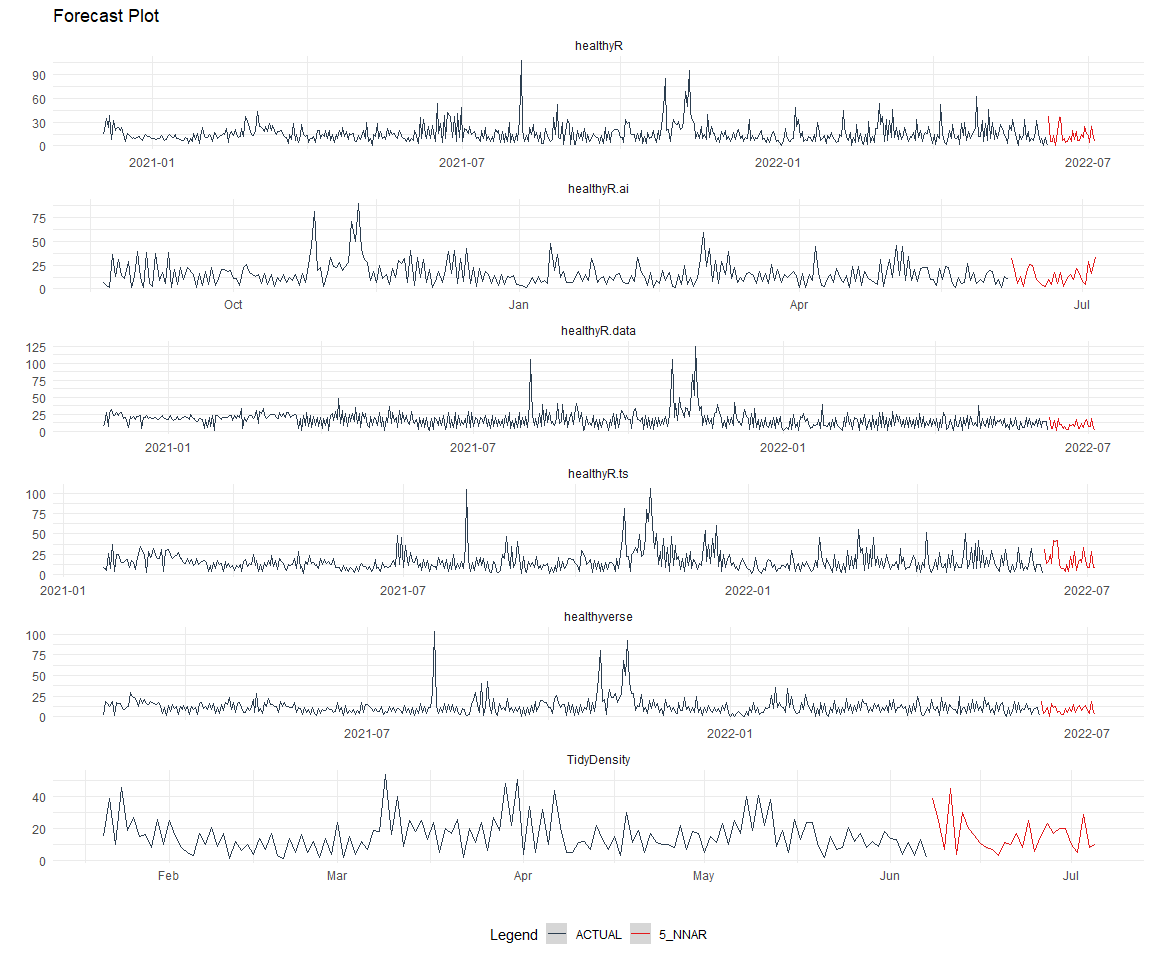 Forecast Plot
healthyR
90
60
30
0
2021-01 2021-07 2022-01 2022-07
healthyR.ai
75
50
25
0
Oct Jan Apr Jul
healthyR.data
125
100
75
50
25
0
2021-01 2021-07 2022-01 2022-07
healthyR.ts
100
75
50
25
0
2021-01 2021-07 2022-01 2022-07
healthyverse
100
75
50
25
0
2021-07 2022-01 2022-07
TidyDensity
40
20
0
Feb Mar Apr May Jun Jul
Legend ACTUAL 5_NNAR